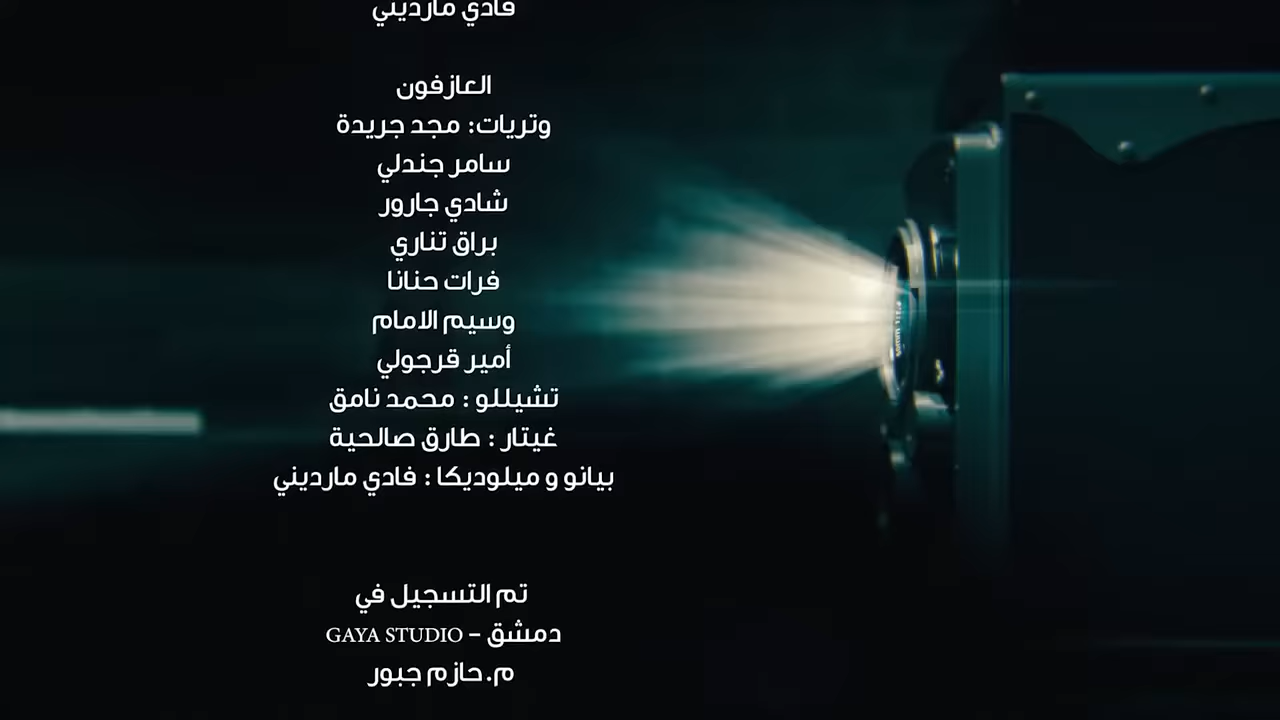 فادي مارديني
العازفون
وتريات: مجد جريدة
سامر جندلي
شادي جارور
براق تناري
فرات حنانا
وسيم الامام
أمير قرجولي
تشيللو : محمد نامق
غيتار : طارق صالحية
بيانو و ميلوديكا : فادي مارديني
تم التسجيل في
دمشق - GAYA STUDIO
م.حازم جبور